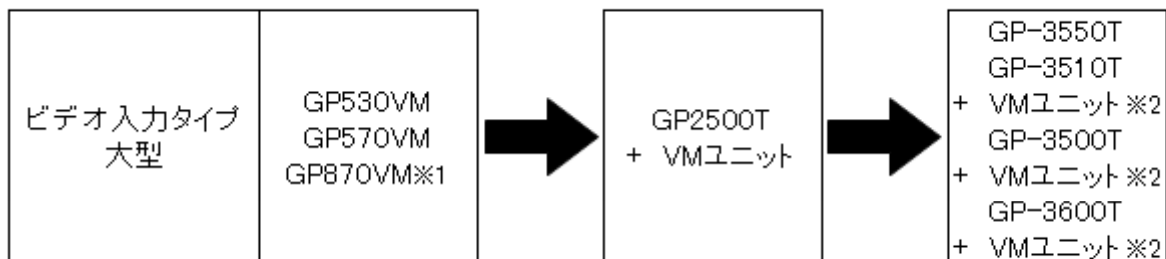 ビデオ入力タイプ
大型
GP530VM
GP570VM
GP870VM※1
GP2500T
+ VMユニット
GP-3550T
GP-3510T
+ VMユニット※2
GP-3500T
+ VMユニット※2
GP-3600T
+ VMユニット※2